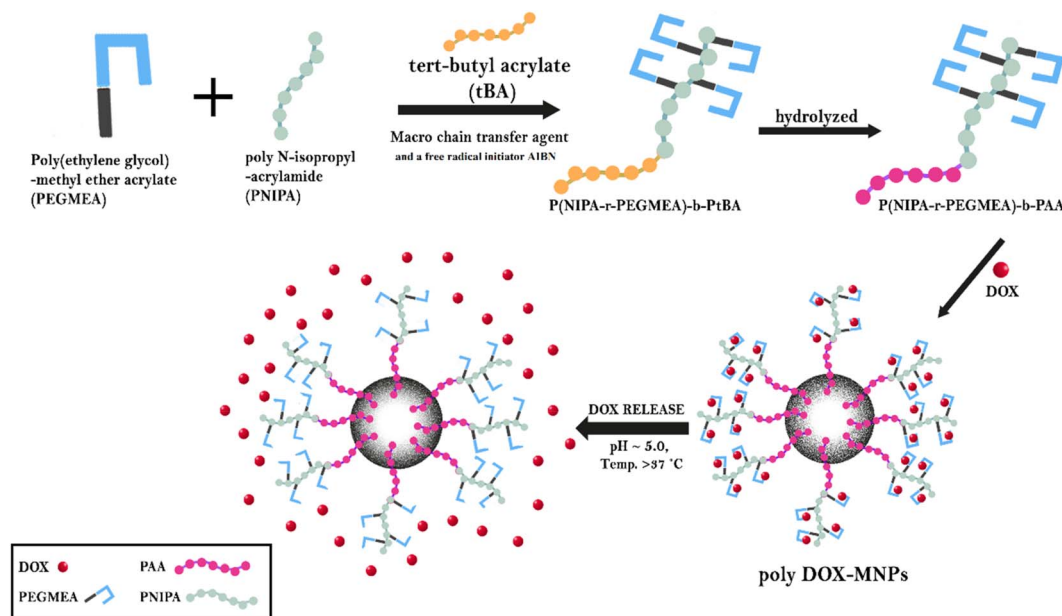 Poly(ethylene glycol)
-methyl ether acrylate
(PEGMEA)
+
poly N-isopropyl
-acrylamide
(PNIPA)
tert-butyl acrylate
(tBA)
Macro chain transfer agent
and a free radical initiator AIBN
P(NIPA-r-PEGMEA)-b-PtBA
hydrolyzed
P(NIPA-r-PEGMEA)-b-PAA
DOX
poly DOX-MNPs
DOX RELEASE
pH ~ 5.0,
Temp. >37 °C
DOX
PAA
PEGMEA
PNIPA